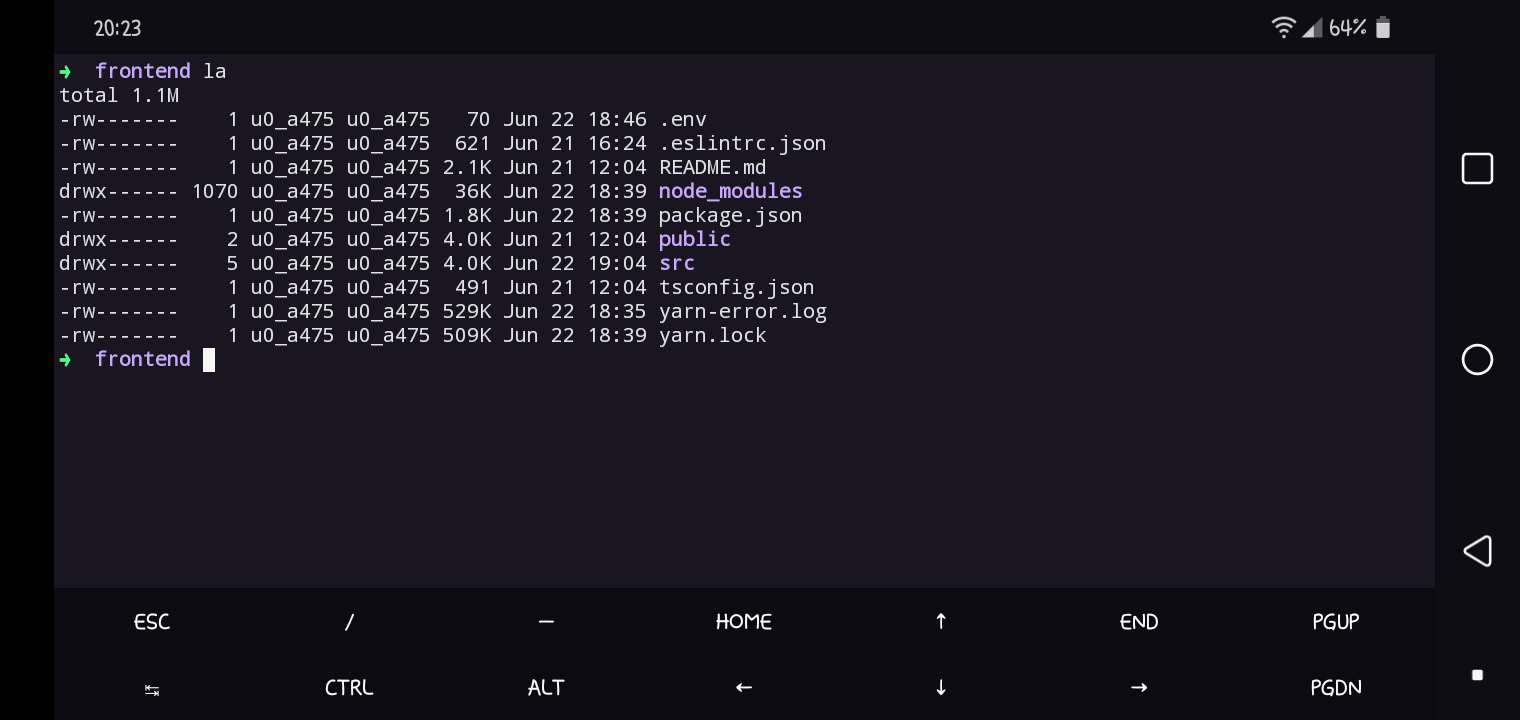 20:23 64%
➜  frontend la
total 1.1M
-rw-------    1 u0_a475 u0_a475   70 Jun 22 18:46 .env
-rw-------    1 u0_a475 u0_a475  621 Jun 21 16:24 .eslintrc.json
-rw-------    1 u0_a475 u0_a475 2.1K Jun 21 12:04 README.md
drwx------ 1070 u0_a475 u0_a475  36K Jun 22 18:39 node_modules
-rw-------    1 u0_a475 u0_a475 1.8K Jun 22 18:39 package.json
drwx------    2 u0_a475 u0_a475 4.0K Jun 21 12:04 public
drwx------    5 u0_a475 u0_a475 4.0K Jun 22 19:04 src
-rw-------    1 u0_a475 u0_a475  491 Jun 21 12:04 tsconfig.json
-rw-------    1 u0_a475 u0_a475 529K Jun 22 18:35 yarn-error.log
-rw-------    1 u0_a475 u0_a475 509K Jun 22 18:39 yarn.lock
➜  frontend
ESC / — HOME ↑ END PGUP
↹ CTRL ALT ← ↓ → PGDN